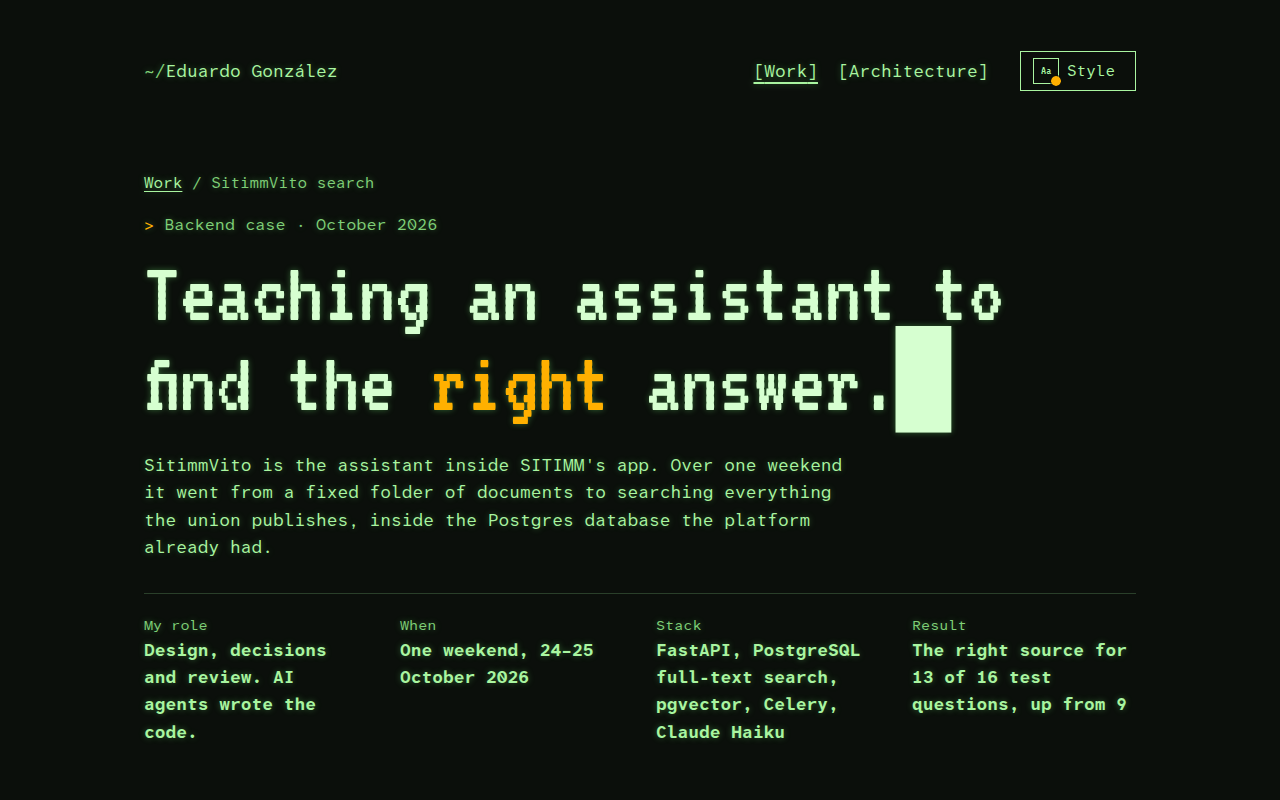 ~/Eduardo González
[Work] [Architecture]
Aa Style
Work / SitimmVito search
> Backend case · October 2026
Teaching an assistant to
find the right answer.
SitimmVito is the assistant inside SITIMM's app. Over one weekend
it went from a fixed folder of documents to searching everything
the union publishes, inside the Postgres database the platform
already had.
My role
Design, decisions
and review. AI
agents wrote the
code.
When
One weekend, 24–25
October 2026
Stack
FastAPI, PostgreSQL
full-text search,
pgvector, Celery,
Claude Haiku
Result
The right source for
13 of 16 test
questions, up from 9